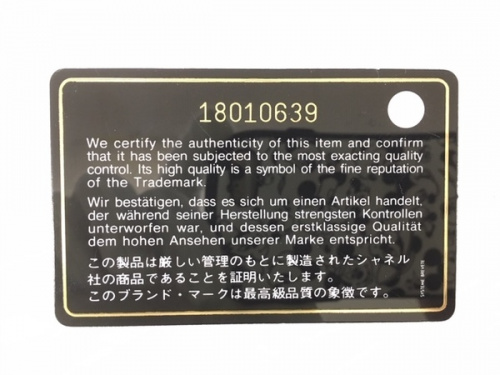 18010639
We certify the authenticity of this item and confirm
that it has been subjected to the most exacting quality
control. Its high quality is a symbol of the fine reputation
of the Trademark.
Wir bestätigen, dass es sich um einen Artikel handelt,
der während seiner Herstellung strengsten Kontrollen
unterworfen war, und dessen erstklassige Qualität
dem hohen Ansehen unserer Marke entspricht.
この製品は厳しい管理のもとに製造されたシャネル
社の商品であることを証明いたします。
このブランド・マークは最高級品質の象徴です。